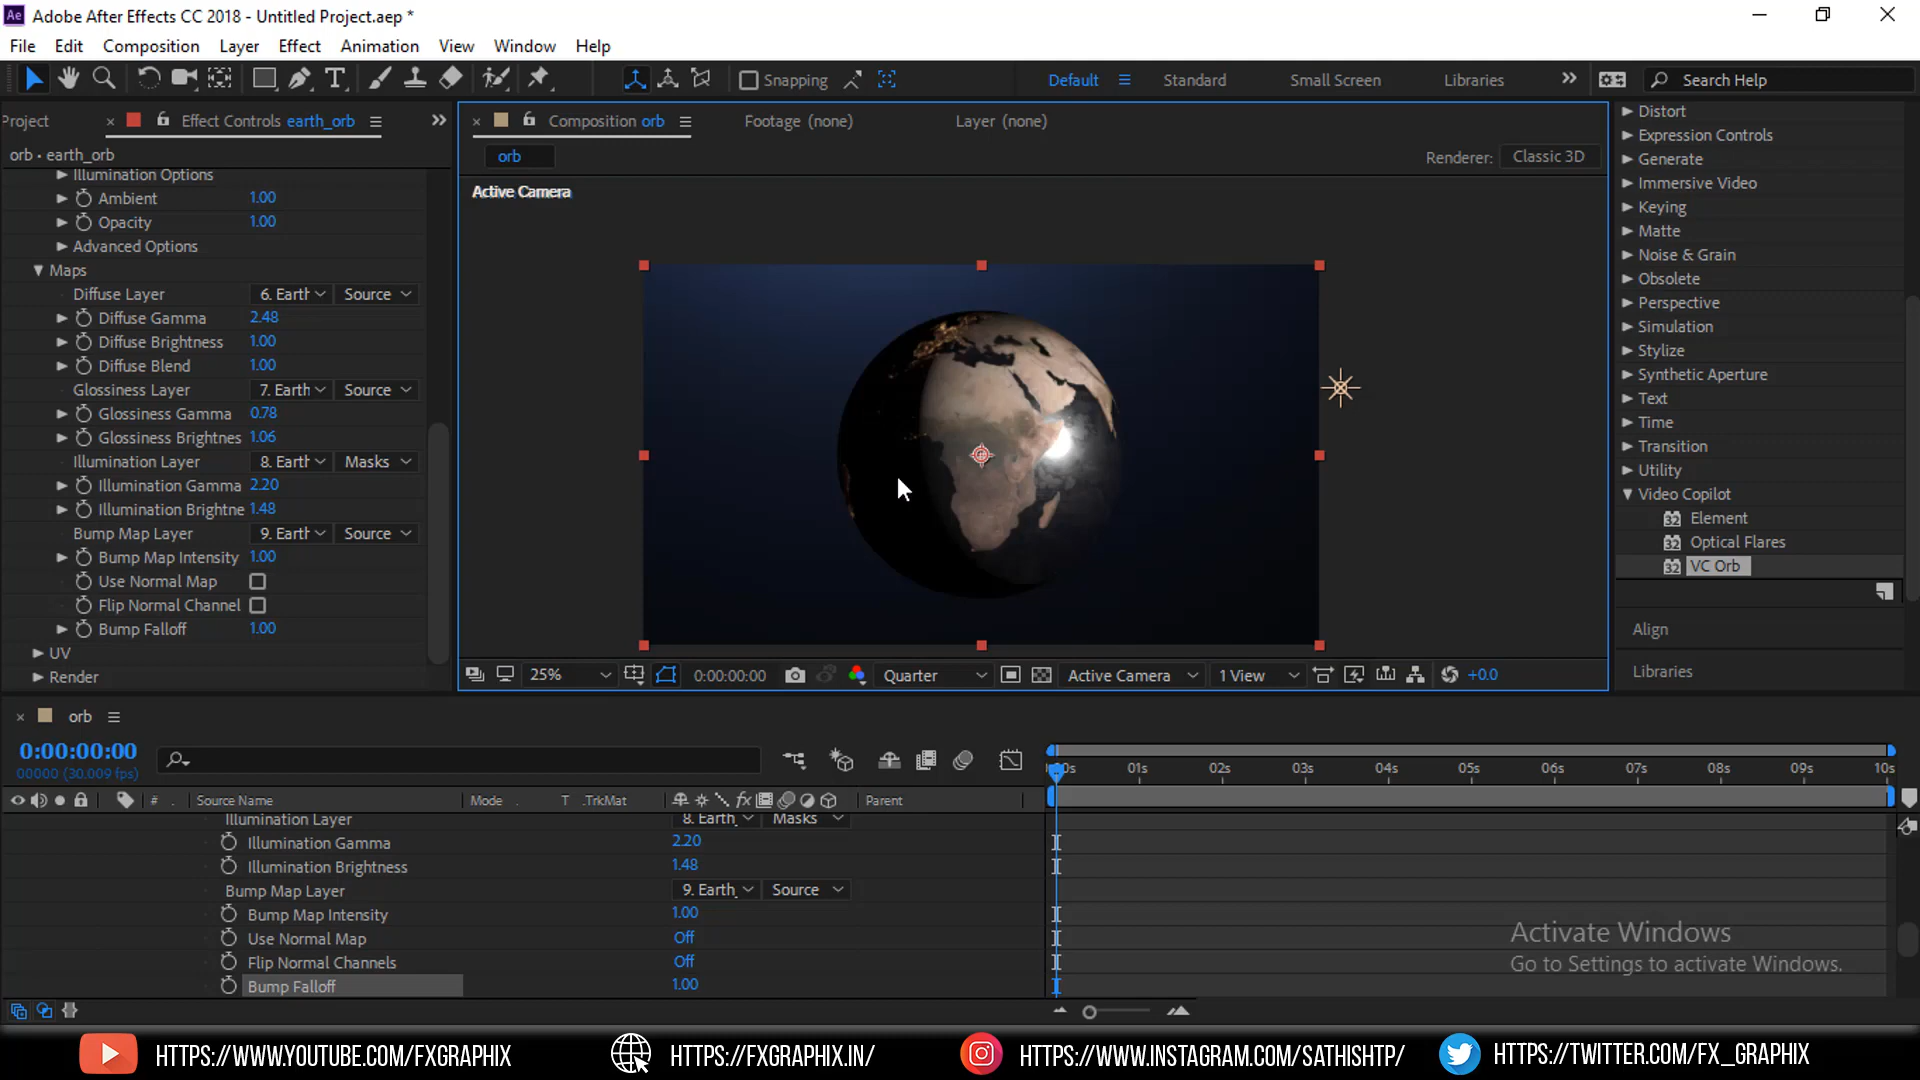 Adobe After Effects CC 2018 - Untitled Project.aep *
File Edit Composition Layer Effect Animation View Window Help
Snapping Default Standard Small Screen Libraries Search Help
Project Effect Controls earth_orb
Composition orb Footage (none) Layer (none)
orb • earth_orb
orb Renderer: Classic 3D
Active Camera
Illumination Options
Ambient 1.00
Opacity 1.00
Advanced Options
Maps
Diffuse Layer 6. Earth Source
Diffuse Gamma 2.48
Diffuse Brightness 1.00
Diffuse Blend 1.00
Glossiness Layer 7. Earth Source
Glossiness Gamma 0.78
Glossiness Brightnes 1.06
Illumination Layer 8. Earth Masks
Illumination Gamma 2.20
Illumination Brightne 1.48
Bump Map Layer 9. Earth Source
Bump Map Intensity 1.00
Use Normal Map
Flip Normal Channel
Bump Falloff 1.00
UV
Render
25% 0:00:00:00 Quarter Active Camera 1 View +0.0
Distort
Expression Controls
Generate
Immersive Video
Keying
Matte
Noise & Grain
Obsolete
Perspective
Simulation
Stylize
Synthetic Aperture
Text
Time
Transition
Utility
Video Copilot
32 Element
32 Optical Flares
32 VC Orb
Align
Libraries
orb
0:00:00:00
00000 (30.009 fps)
# Source Name Mode T .TrkMat fx Parent
:00s 01s 02s 03s 04s 05s 06s 07s 08s 09s 10s
Illumination Layer 8. Earth_ Masks
Illumination Gamma 2.20
Illumination Brightness 1.48
Bump Map Layer 9. Earth_ Source
Bump Map Intensity 1.00
Use Normal Map Off
Flip Normal Channels Off
Bump Falloff 1.00
Activate Windows
Go to Settings to activate Windows.
HTTPS://WWW.YOUTUBE.COM/FXGRAPHIX HTTPS://FXGRAPHIX.IN/ HTTPS://WWW.INSTAGRAM.COM/SATHISHTP/ HTTPS://TWITTER.COM/FX_GRAPHIX